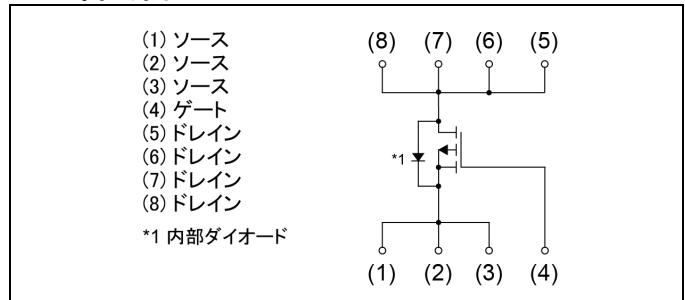 (1) ソース
(2) ソース
(3) ソース
(4) ゲート
(5) ドレイン
(6) ドレイン
(7) ドレイン
(8) ドレイン
*1 内部ダイオード
(8) (7) (6) (5)
*1
(1) (2) (3) (4)